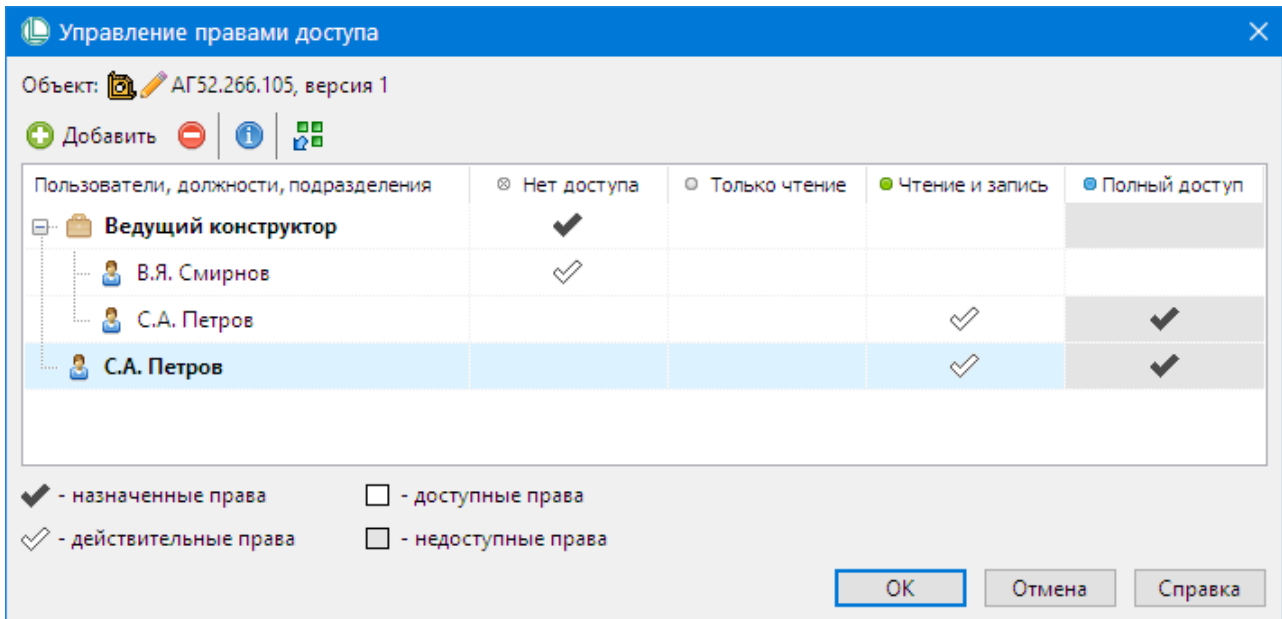 Управление правами доступа
Объект: АГ52.266.105, версия 1
Добавить
Пользователи, должности, подразделения Нет доступа Только чтение Чтение и запись Полный доступ
Ведущий конструктор
В.Я. Смирнов
С.А. Петров
С.А. Петров
- назначенные права - доступные права
- действительные права - недоступные права
ОК Отмена Справка